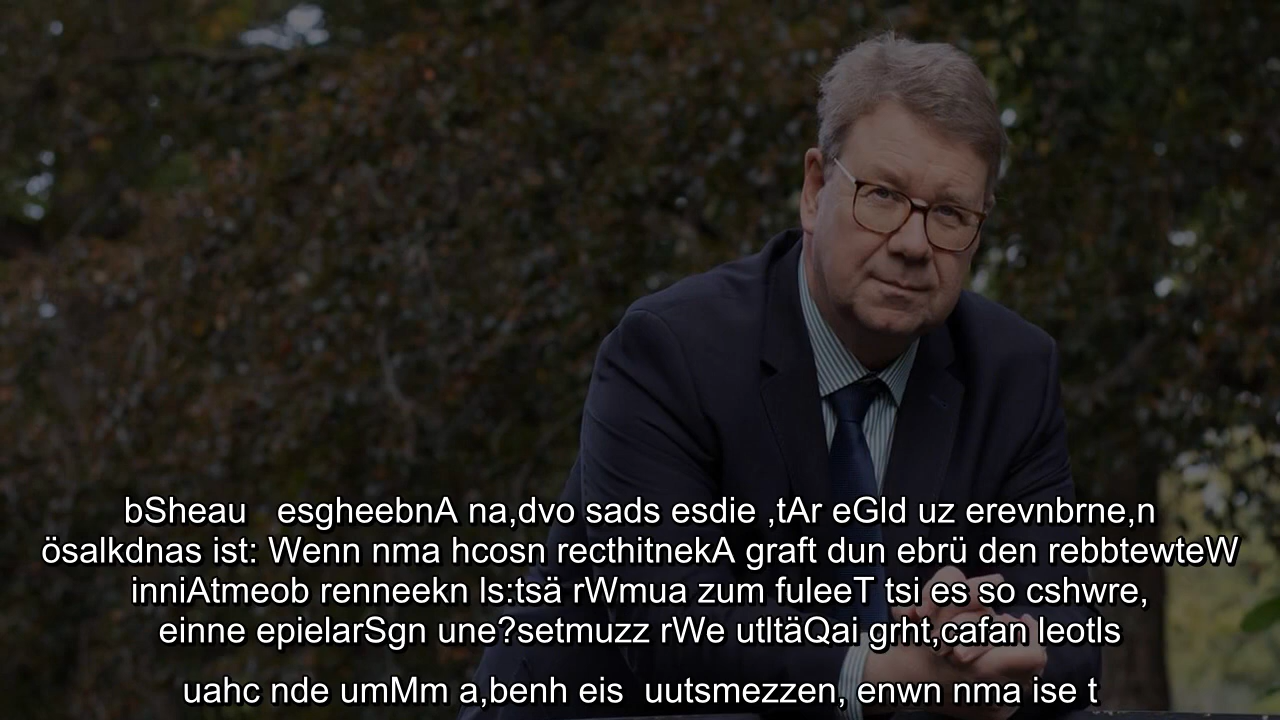 bSheau   esgheebnA na,dvo sads esdie ,tAr eGld uz erevnbrne,n
ösalkdnas ist: Wenn nma hcosn recthitnekA graft dun ebrü den rebbtewteW
inniAtmeob renneekn ls:tsä rWmua zum fuleeT tsi es so cshwre,
einne epielarSgn une?setmuzz rWe utltäQai grht,cafan leotls
uahc nde umMm a,benh eis  uutsmezzen, enwn nma ise t